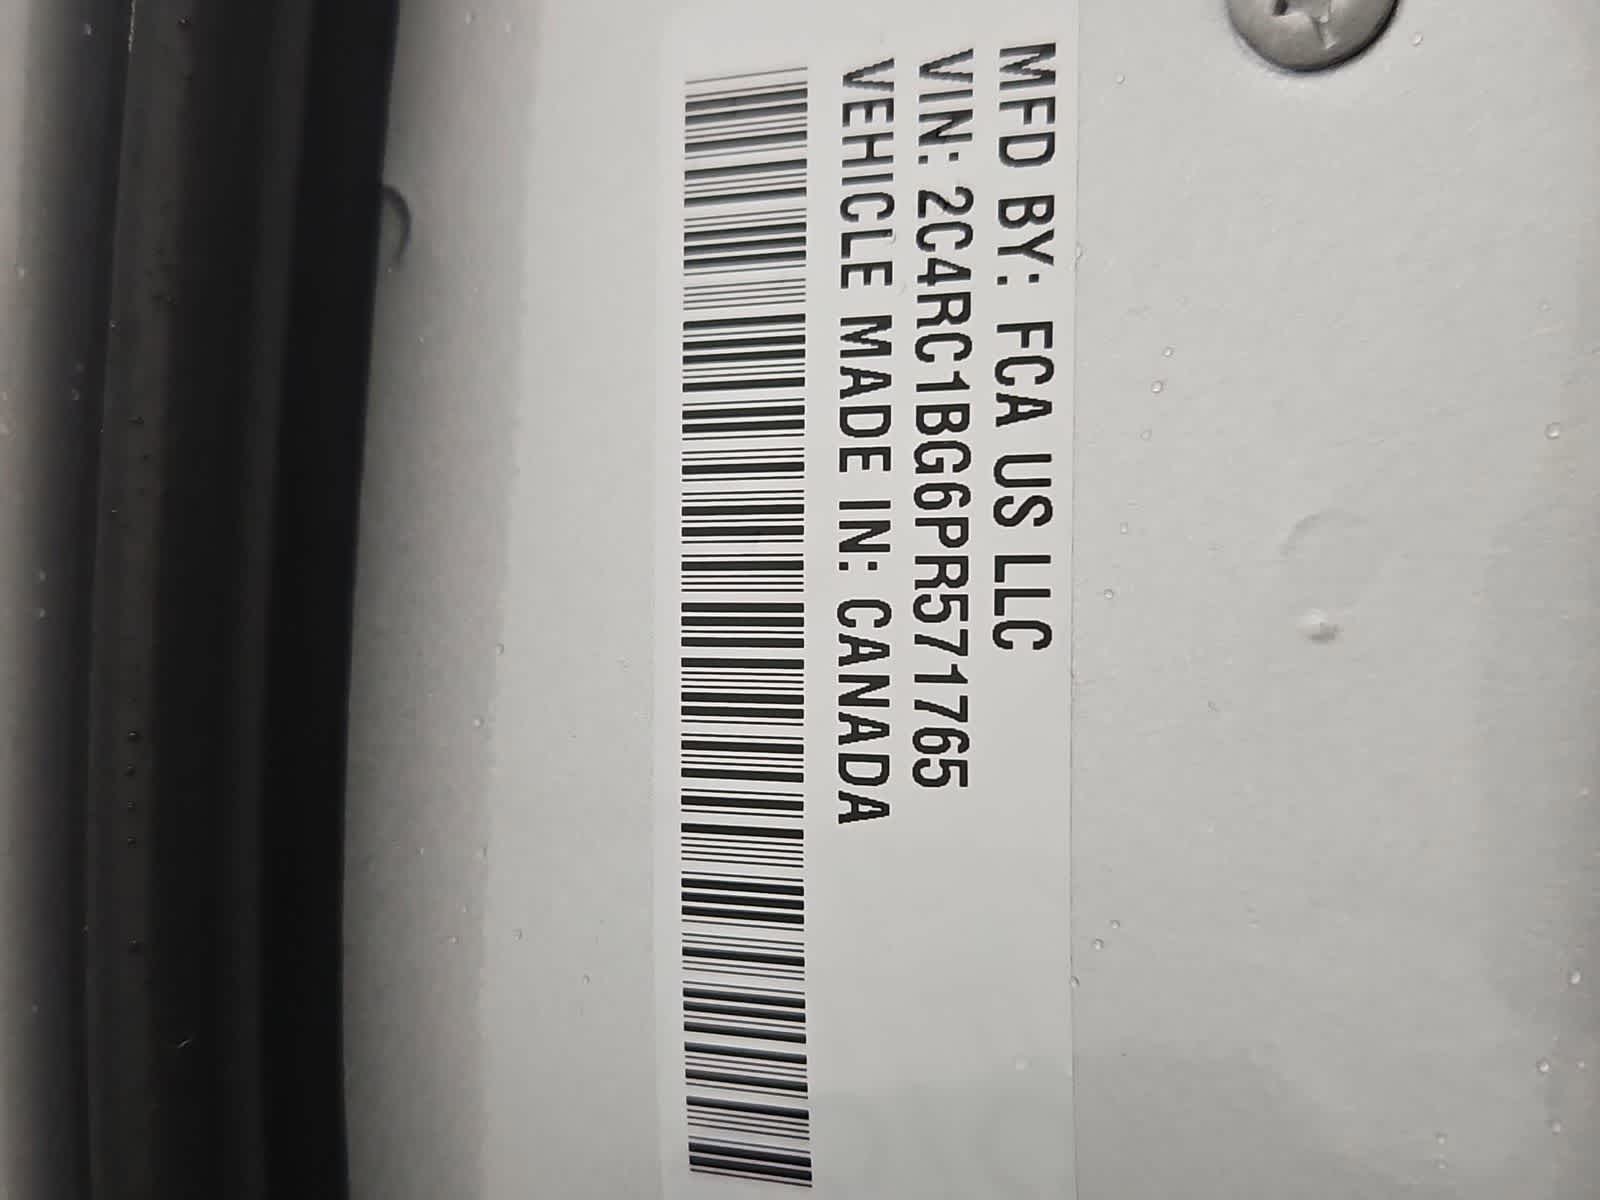 MFD BY: FCA US LLC
VIN: 2C4RC1BG6PR571765
VEHICLE MADE IN: CANADA